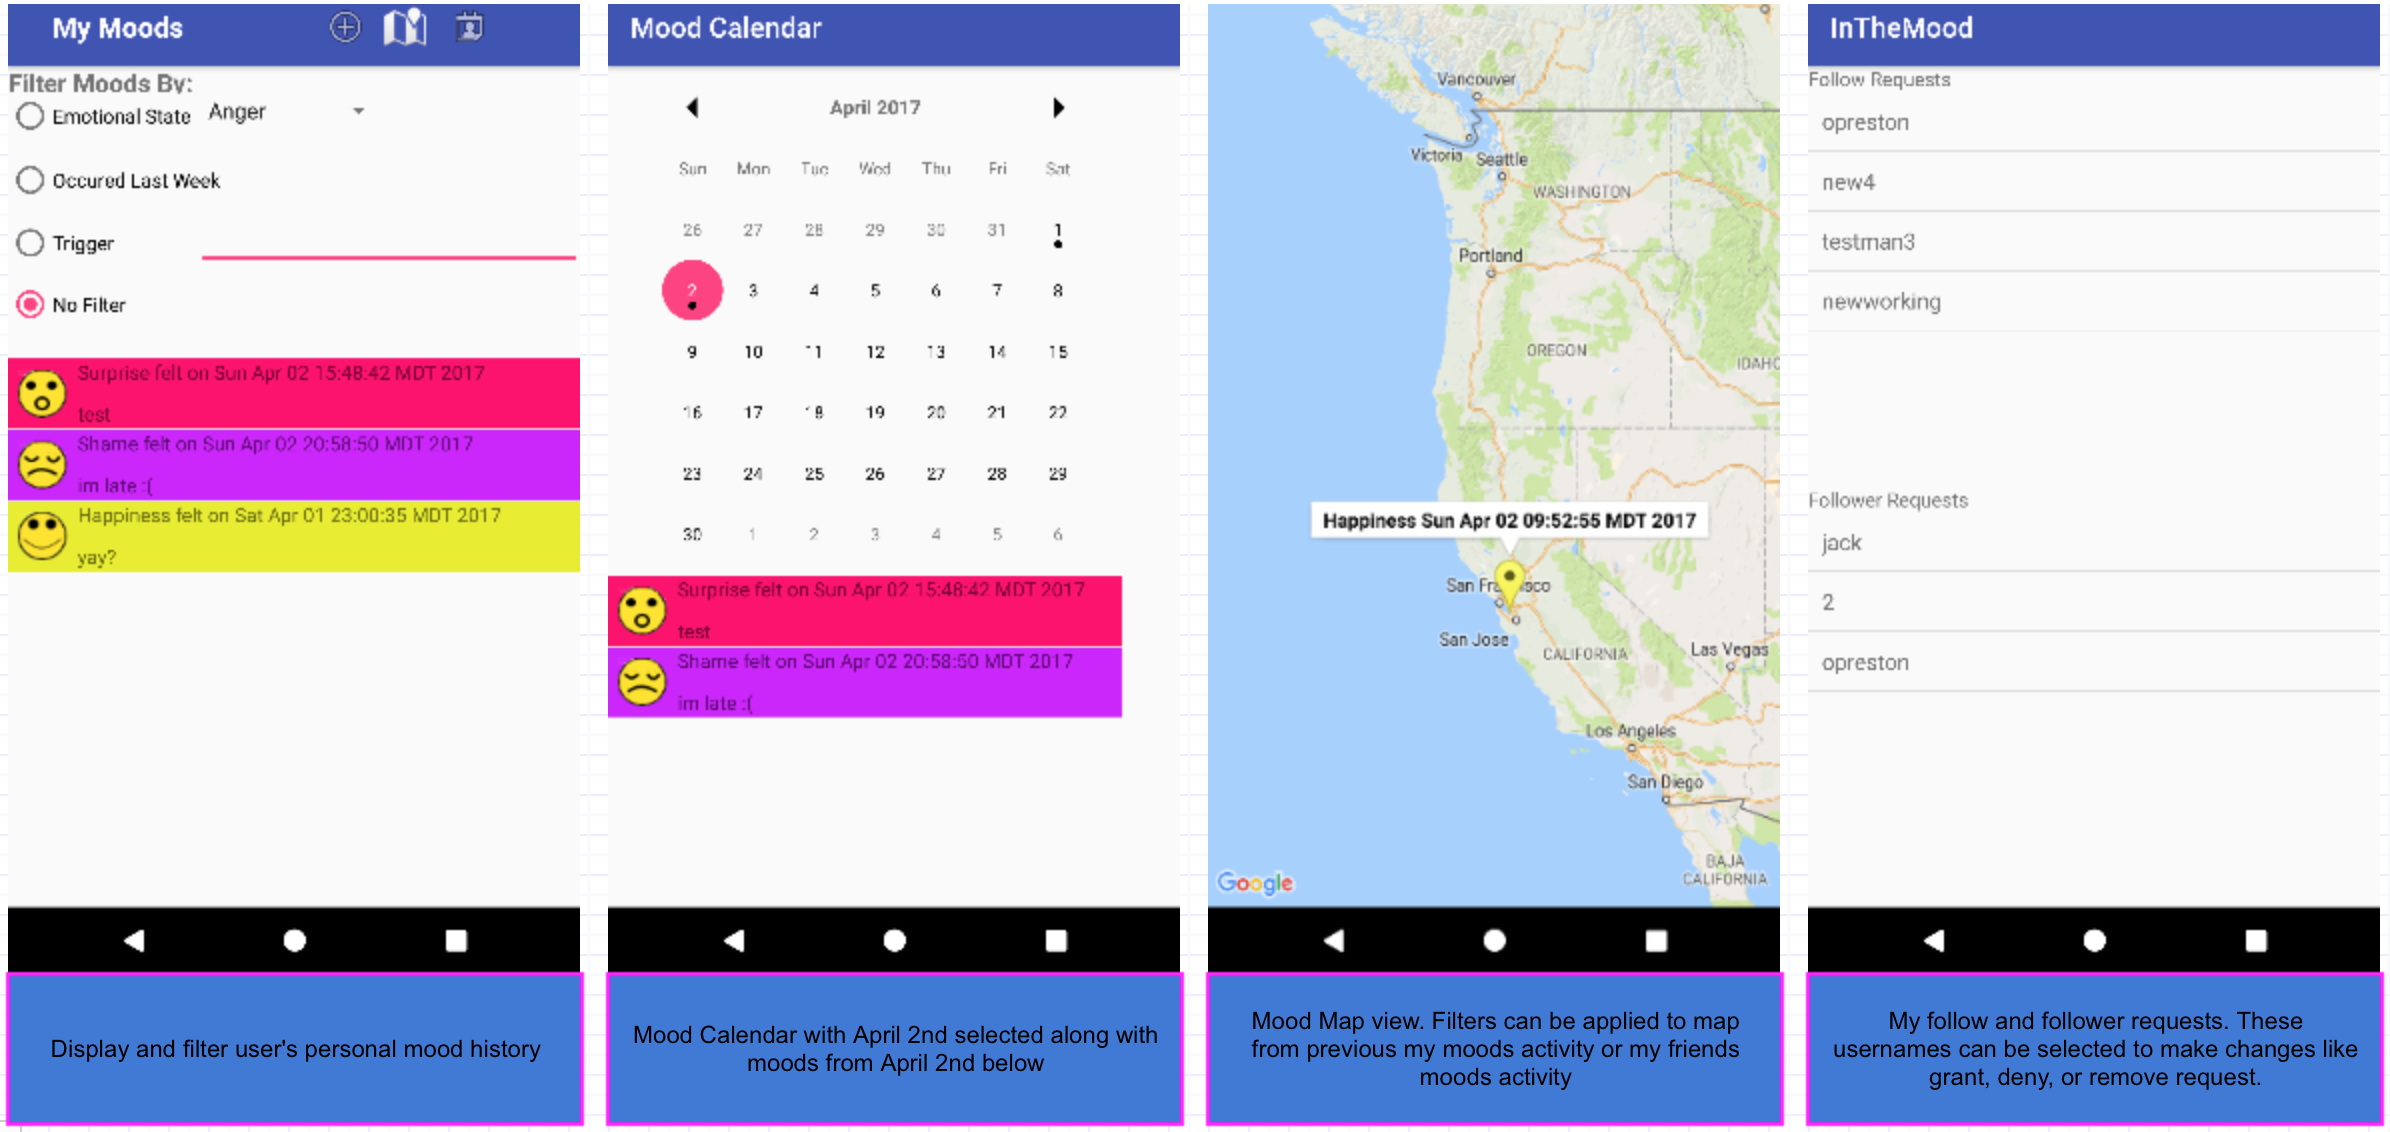 My Moods
Filter Moods By:
Emotional State Anger
Occured Last Week
Trigger
No Filter
Surprise felt on Sun Apr 02 15:48:42 MDT 2017
test
Shame felt on Sun Apr 02 20:58:50 MDT 2017
im late :(
Happiness felt on Sat Apr 01 23:00:35 MDT 2017
yay?
Display and filter user's personal mood history
Mood Calendar
April 2017
Sun Mon Tue Wed Thu Fri Sat
26 27 28 29 30 31 1
2 3 4 5 6 7 8
9 10 11 12 13 14 15
16 17 18 19 20 21 22
23 24 25 26 27 28 29
30 1 2 3 4 5 6
Surprise felt on Sun Apr 02 15:48:42 MDT 2017
test
Shame felt on Sun Apr 02 20:58:50 MDT 2017
im late :(
Mood Calendar with April 2nd selected along with
moods from April 2nd below
Vancouver
Victoria
Seattle
WASHINGTON
Portland
OREGON
IDAHO
Happiness Sun Apr 02 09:52:55 MDT 2017
San Francisco
San Jose
CALIFORNIA
Las Vegas
Los Angeles
San Diego
BAJA
CALIFORNIA
Google
Mood Map view. Filters can be applied to map
from previous my moods activity or my friends
moods activity
InTheMood
Follow Requests
opreston
new4
testman3
newworking
Follower Requests
jack
2
opreston
My follow and follower requests. These
usernames can be selected to make changes like
grant, deny, or remove request.